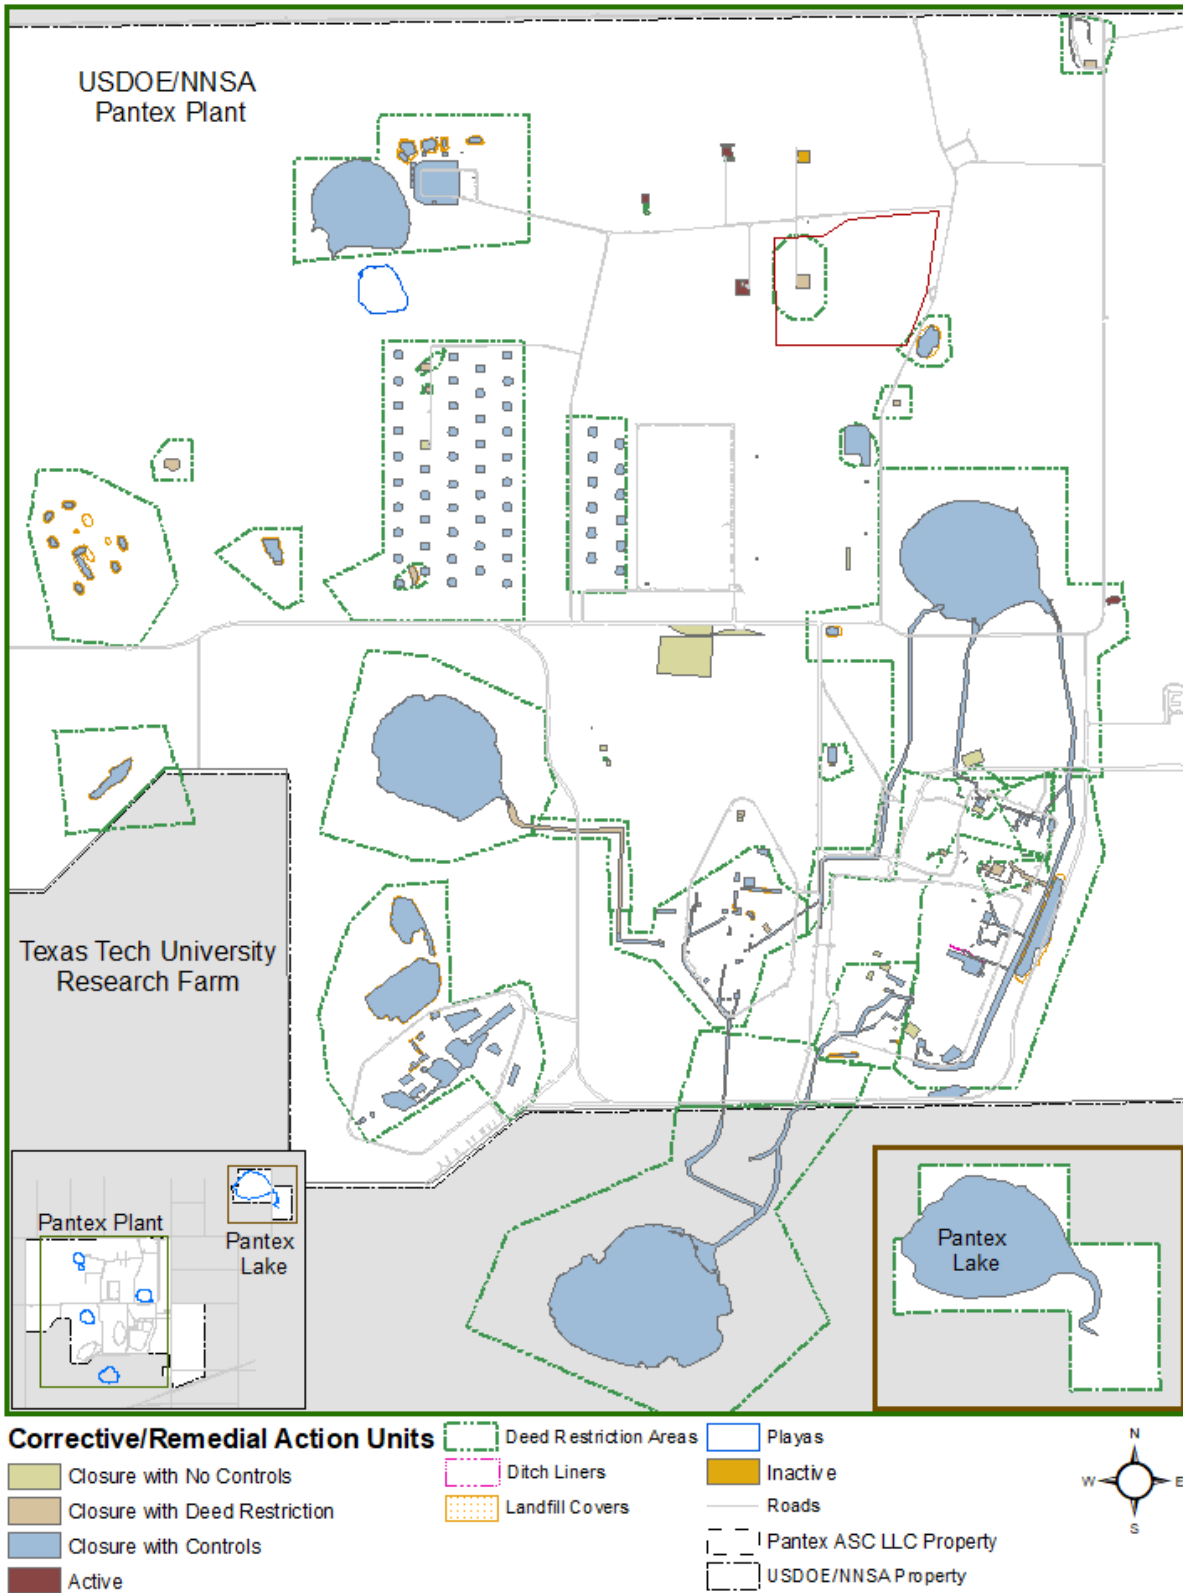 USDOE/NNSA
Pantex Plant
Texas Tech University
Research Farm
Pantex Plant
Pantex
Lake
Pantex
Lake
Corrective/Remedial Action Units
Closure with No Controls
Closure with Deed Restriction
Closure with Controls
Active
Deed Restriction Areas
Ditch Liners
Landfill Covers
Playas
Inactive
Roads
Pantex ASC LLC Property
USDOE/NNSA Property
N
W E
S